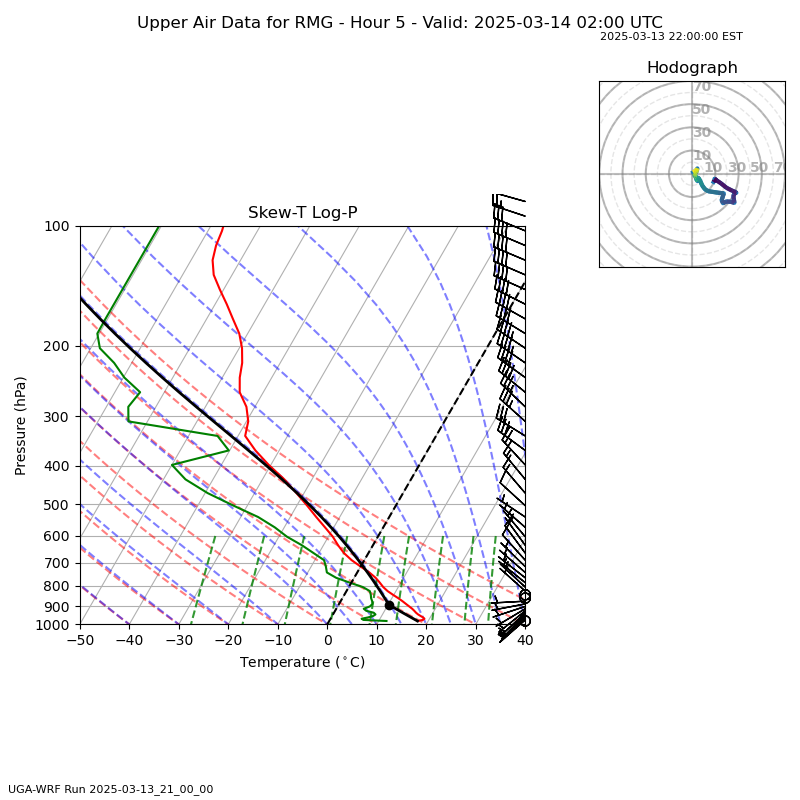 Upper Air Data for RMG - Hour 5 - Valid: 2025-03-14 02:00 UTC
2025-03-13 22:00:00 EST
Hodograph
70
50
30
10
10 30 50 7
Skew-T Log-P
100
200
300
400
500
600
700
800
900
1000
Pressure (hPa)
−50 −40 −30 −20 −10 0 10 20 30 40
Temperature (°C)
UGA-WRF Run 2025-03-13_21_00_00